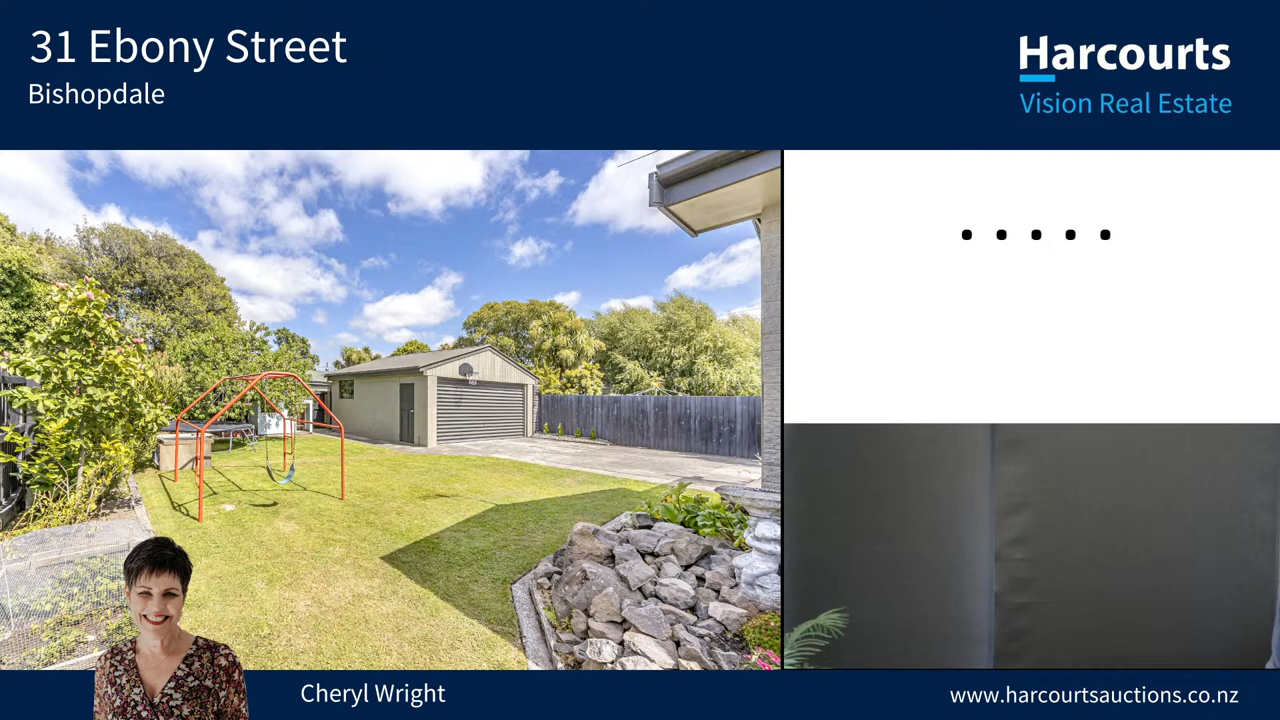 31 Ebony Street
Bishopdale
Harcourts
Vision Real Estate
.....
Cheryl Wright
www.harcourtsauctions.co.nz